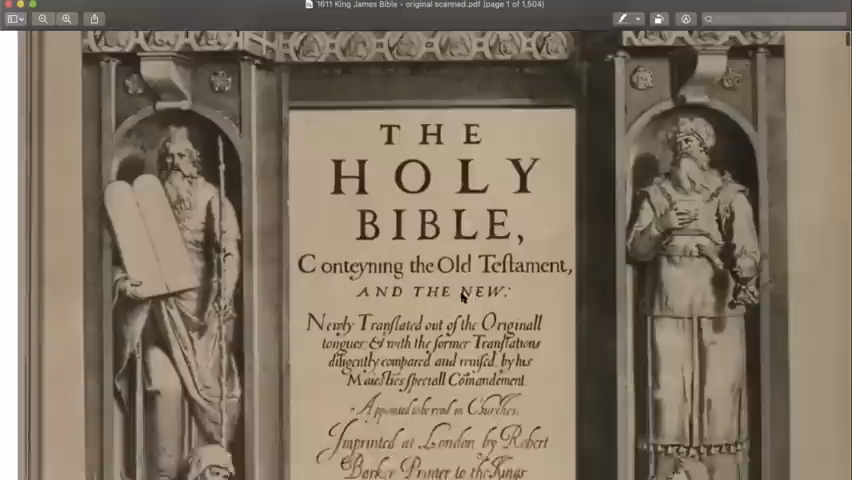 1611 King James Bible - original scanned.pdf (page 1 of 1,504)
THE
HOLY
BIBLE,
Conteyning the Old Testament,
AND THE NEW:
Newly Translated out of the Originall
tongues: & with the former Translations
diligently compared and reuised, by his
Maiesties speciall Comandement.
Appointed to be read in Churches.
Imprinted at London by Robert
Barker Printer to the Kings